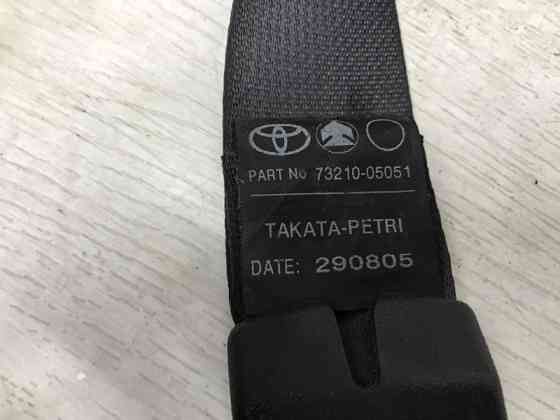 PART No 73210-05051
TAKATA-PETRI
DATE: 290805